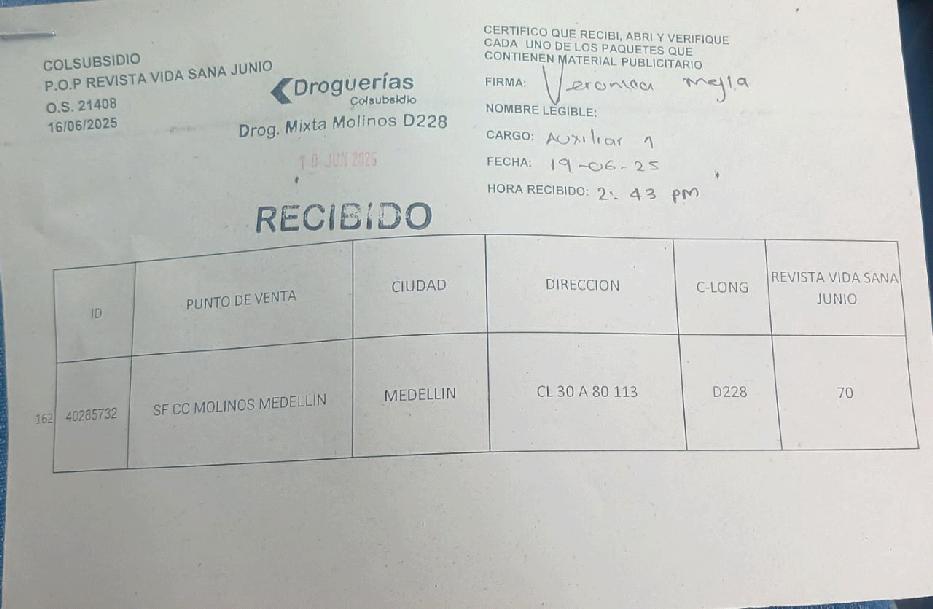 COLSUBSIDIO
P.O.P REVISTA VIDA SANA JUNIO
O.S. 21408
16/06/2025
Droguerías
Colsubsidio
Drog. Mixta Molinos D228
JUN 2025
RECIBIDO
CERTIFICO QUE RECIBI, ABRI Y VERIFIQUE
CADA UNO DE LOS PAQUETES QUE
CONTIENEN MATERIAL PUBLICITARIO
FIRMA: Veronica Mejia
NOMBRE LEGIBLE:
CARGO: Auxiliar 1
FECHA: 19-06-25
HORA RECIBIDO: 2:43 pm
ID PUNTO DE VENTA CIUDAD DIRECCION C-LONG REVISTA VIDA SANA
JUNIO
162 40285732 SF CC MOLINOS MEDELLIN MEDELLIN CL 30 A 80 113 D228 70